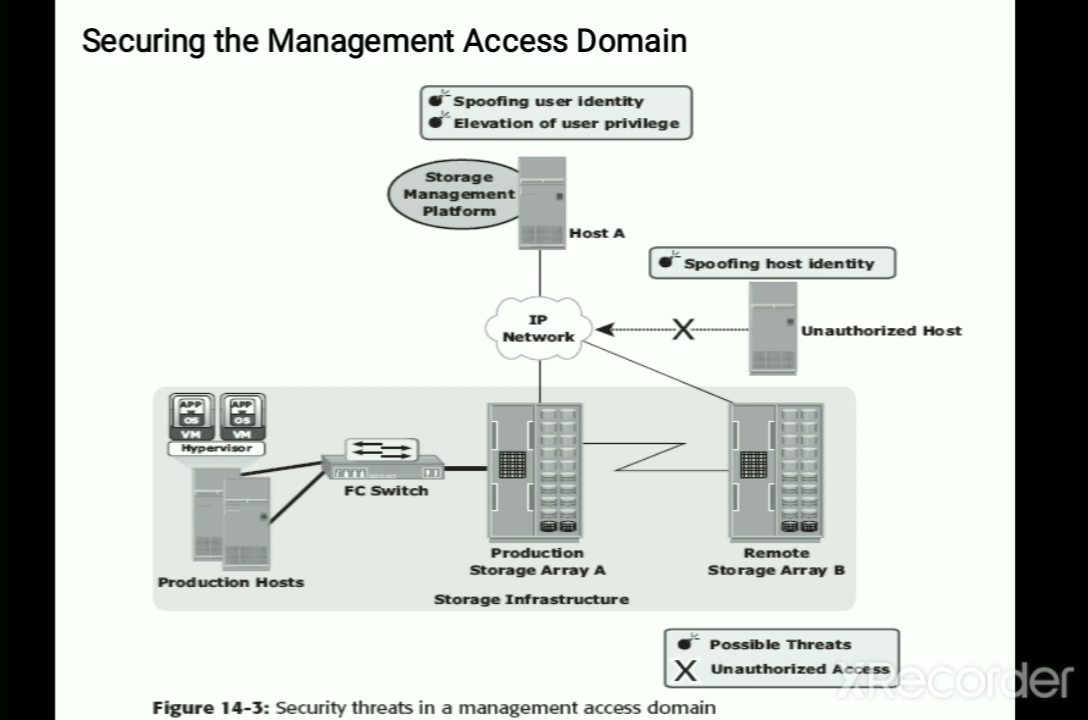 Securing the Management Access Domain
Spoofing user identity
Elevation of user privilege
Storage
Management
Platform
Host A
Spoofing host identity
IP
Network
X
Unauthorized Host
APP
OS
VM
APP
OS
VM
Hypervisor
FC Switch
Production Hosts
Production
Storage Array A
Remote
Storage Array B
Storage Infrastructure
Possible Threats
X Unauthorized Access
XRecorder
Figure 14-3: Security threats in a management access domain